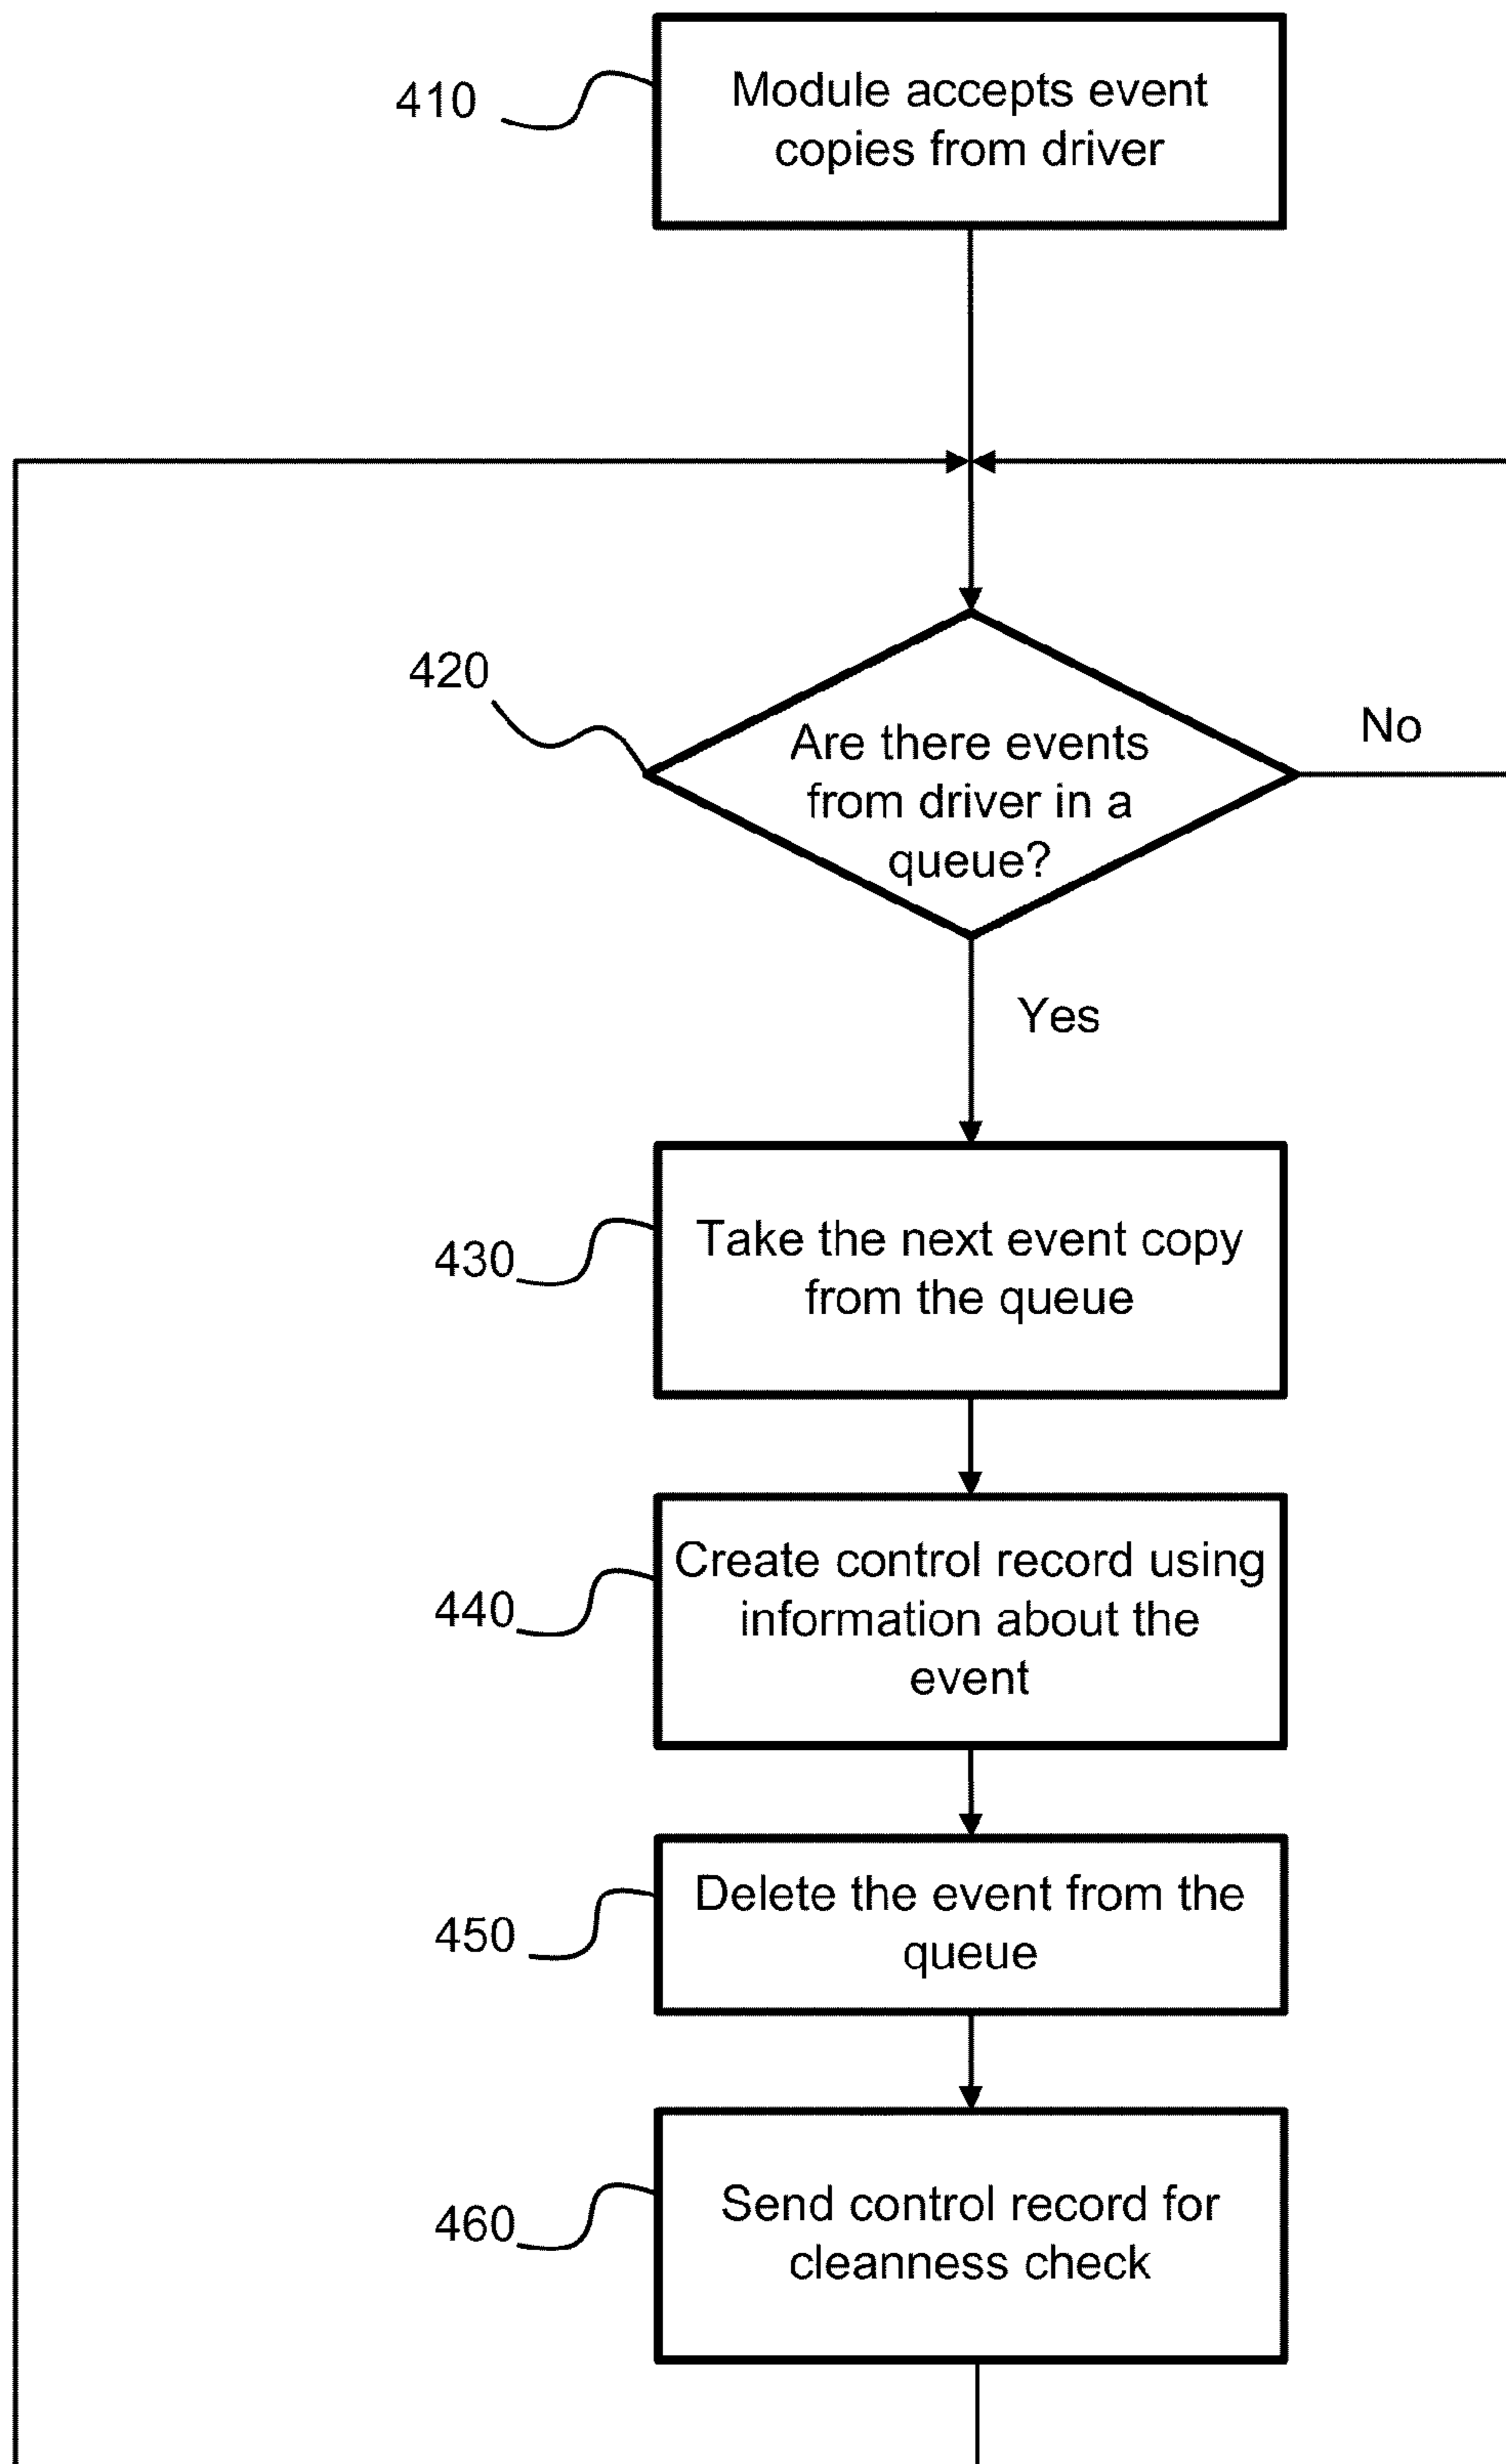 410
Module accepts event
copies from driver
420
Are there events
from driver in a
queue?
No
Yes
430
Take the next event copy
from the queue
440
Create control record using
information about the
event
450
Delete the event from the
queue
460
Send control record for
cleanness check